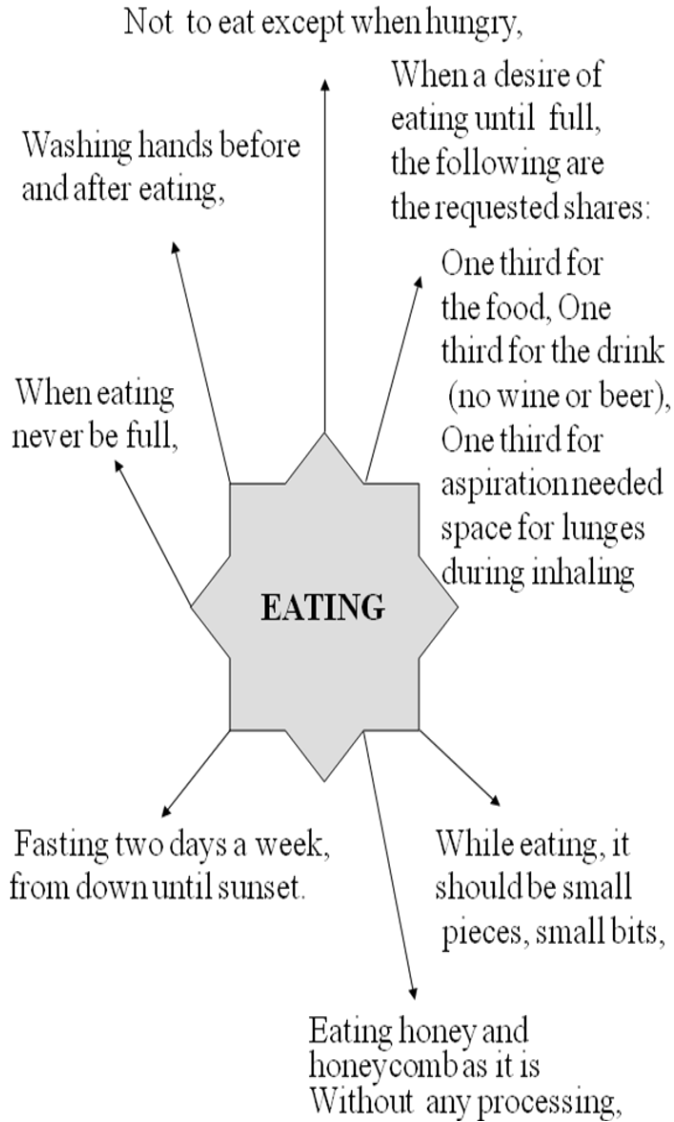 Not to eat except when hungry,
When a desire of
eating until full,
the following are
the requested shares:
One third for
the food, One
third for the drink
(no wine or beer),
One third for
aspiration needed
space for lunges
during inhaling
Washing hands before
and after eating,
When eating
never be full,
EATING
Fasting two days a week,
from down until sunset.
While eating, it
should be small
pieces, small bits,
Eating honey and
honeycomb as it is
Without any processing,